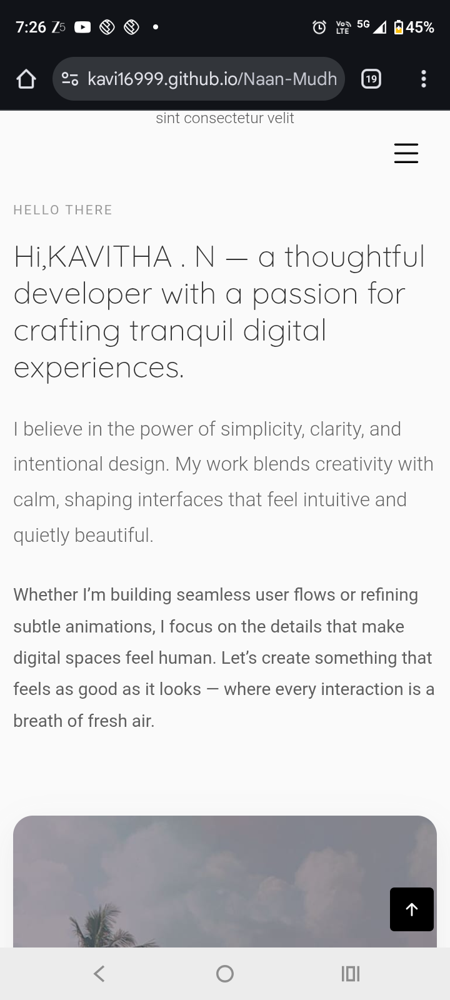 7:26 Z5 Vo LTE 5G 45%
kavi16999.github.io/Naan-Mudh 19
sint consectetur velit
HELLO THERE
Hi,KAVITHA . N — a thoughtful
developer with a passion for
crafting tranquil digital
experiences.
I believe in the power of simplicity, clarity, and
intentional design. My work blends creativity with
calm, shaping interfaces that feel intuitive and
quietly beautiful.
Whether I’m building seamless user flows or refining
subtle animations, I focus on the details that make
digital spaces feel human. Let’s create something that
feels as good as it looks — where every interaction is a
breath of fresh air.